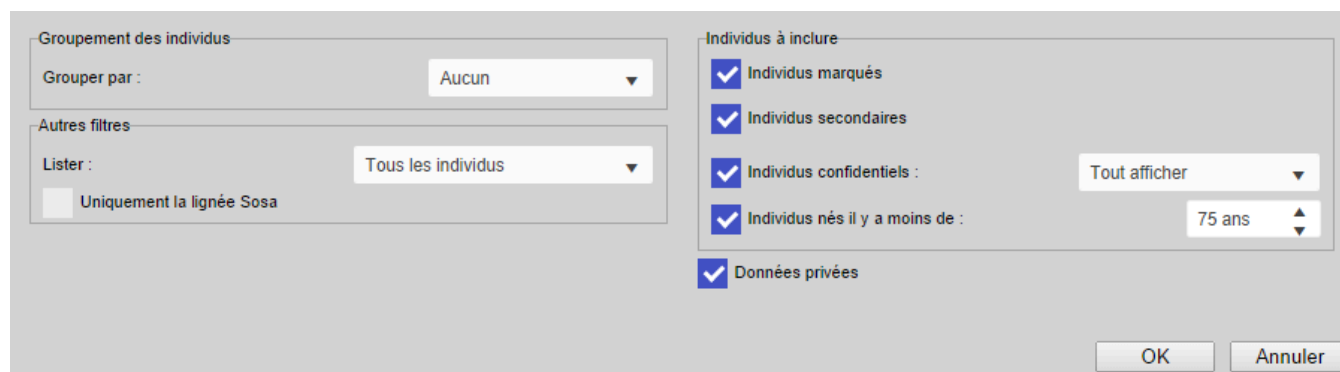 Groupement des individus
Grouper par :
Aucun
Autres filtres
Lister :
Tous les individus
Uniquement la lignée Sosa
Individus à inclure
Individus marqués
Individus secondaires
Individus confidentiels :
Tout afficher
Individus nés il y a moins de :
75 ans
Données privées
OK
Annuler